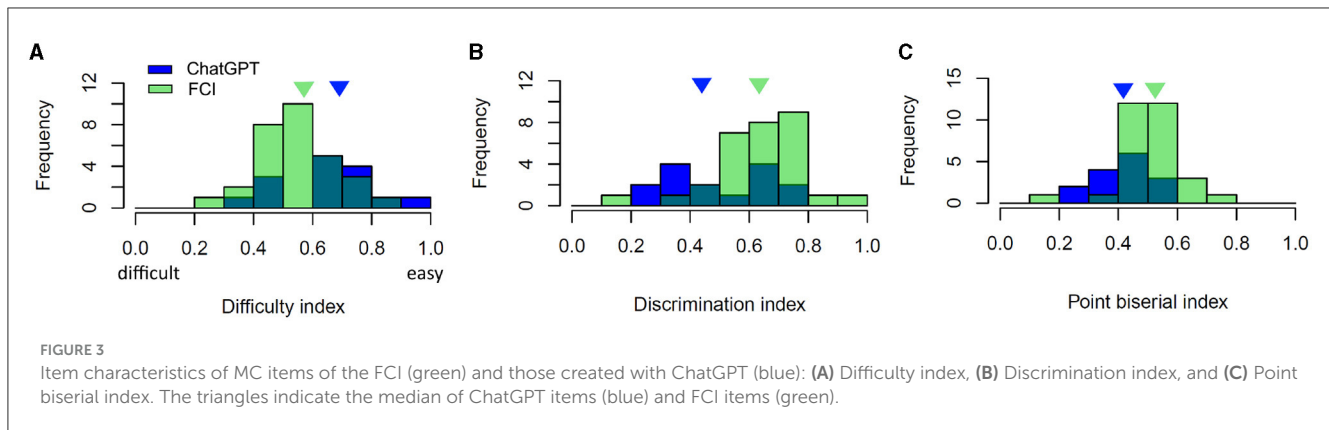 A
ChatGPT
FCI
12
8
4
0
Frequency
0.0 0.2 0.4 0.6 0.8 1.0
difficult easy
Difficulty index
B
12
8
4
0
Frequency
0.0 0.2 0.4 0.6 0.8 1.0
Discrimination index
C
15
10
5
0
Frequency
0.0 0.2 0.4 0.6 0.8 1.0
Point biserial index
FIGURE 3
Item characteristics of MC items of the FCI (green) and those created with ChatGPT (blue): (A) Difficulty index, (B) Discrimination index, and (C) Point
biserial index. The triangles indicate the median of ChatGPT items (blue) and FCI items (green).